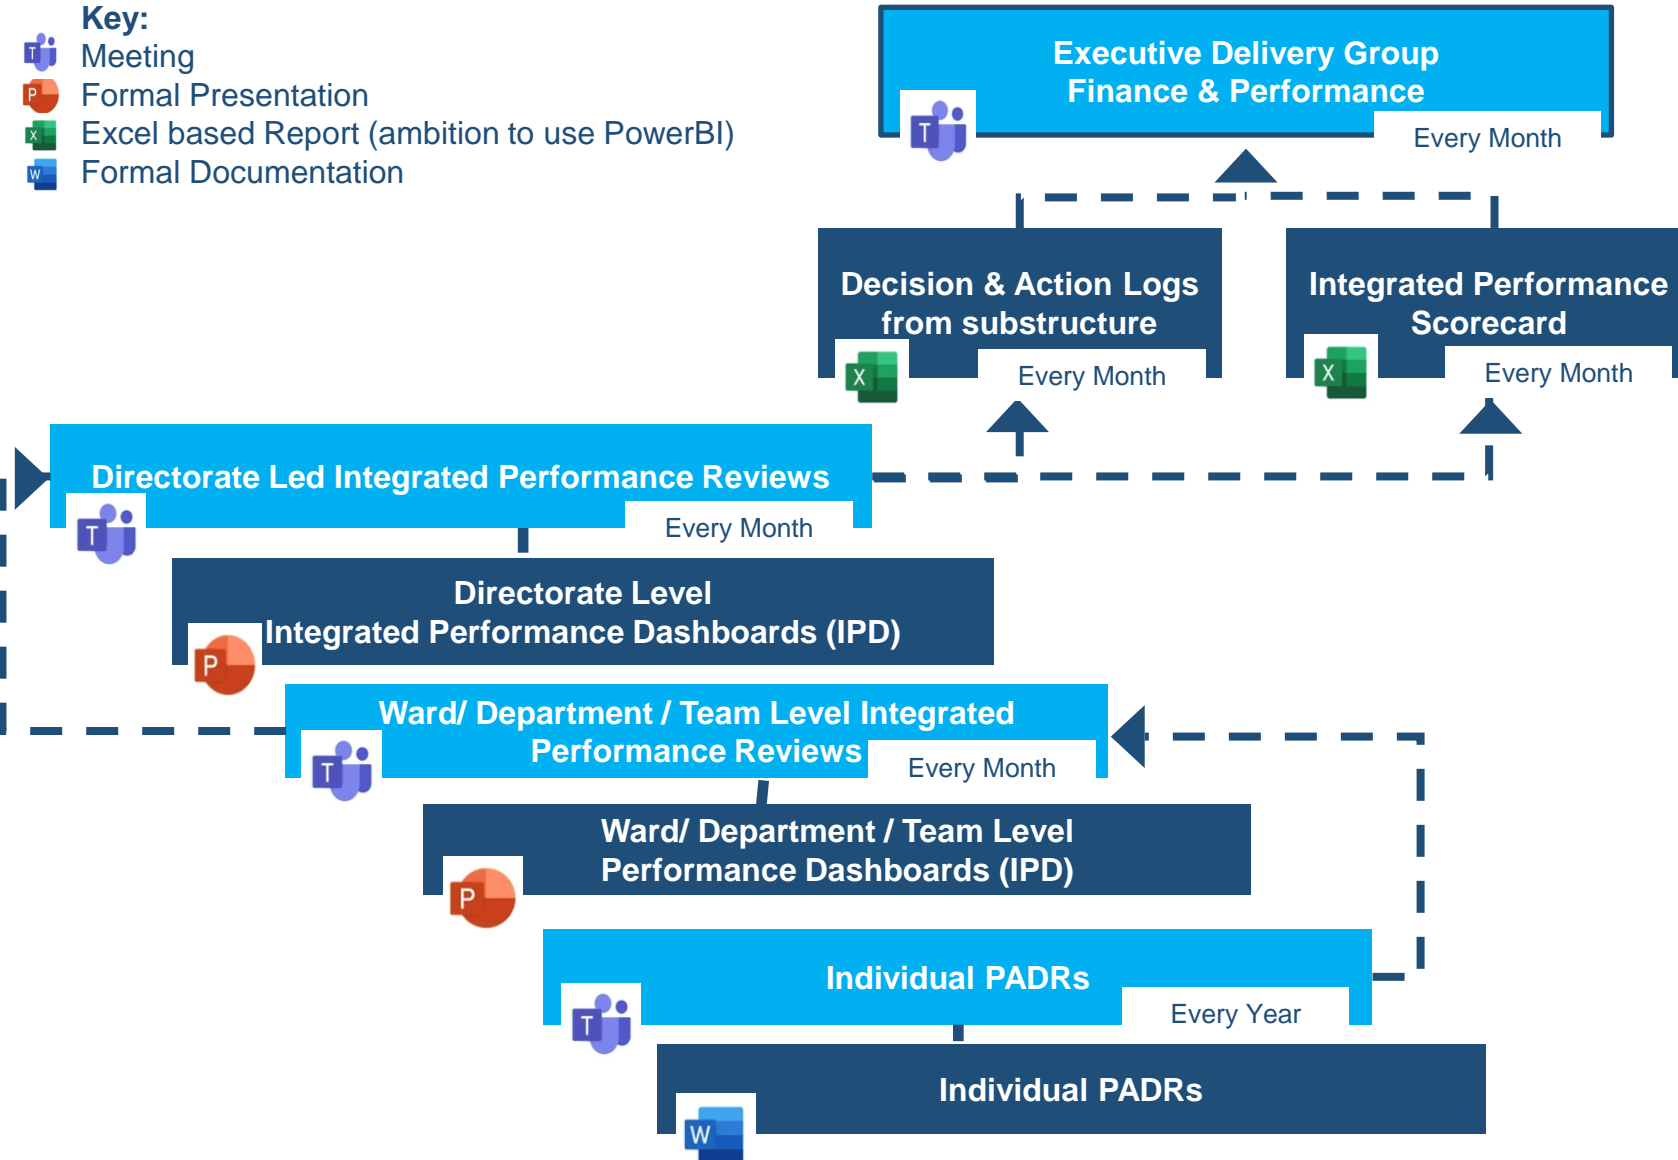 Key:
Meeting
Formal Presentation
Excel based Report (ambition to use PowerBI)
Formal Documentation
Executive Delivery Group
Finance & Performance
Every Month
Decision & Action Logs
from substructure
Every Month
Integrated Performance
Scorecard
Every Month
Directorate Led Integrated Performance Reviews
Every Month
Directorate Level
Integrated Performance Dashboards (IPD)
Ward/ Department / Team Level Integrated
Performance Reviews
Every Month
Ward/ Department / Team Level
Performance Dashboards (IPD)
Individual PADRs
Every Year
Individual PADRs